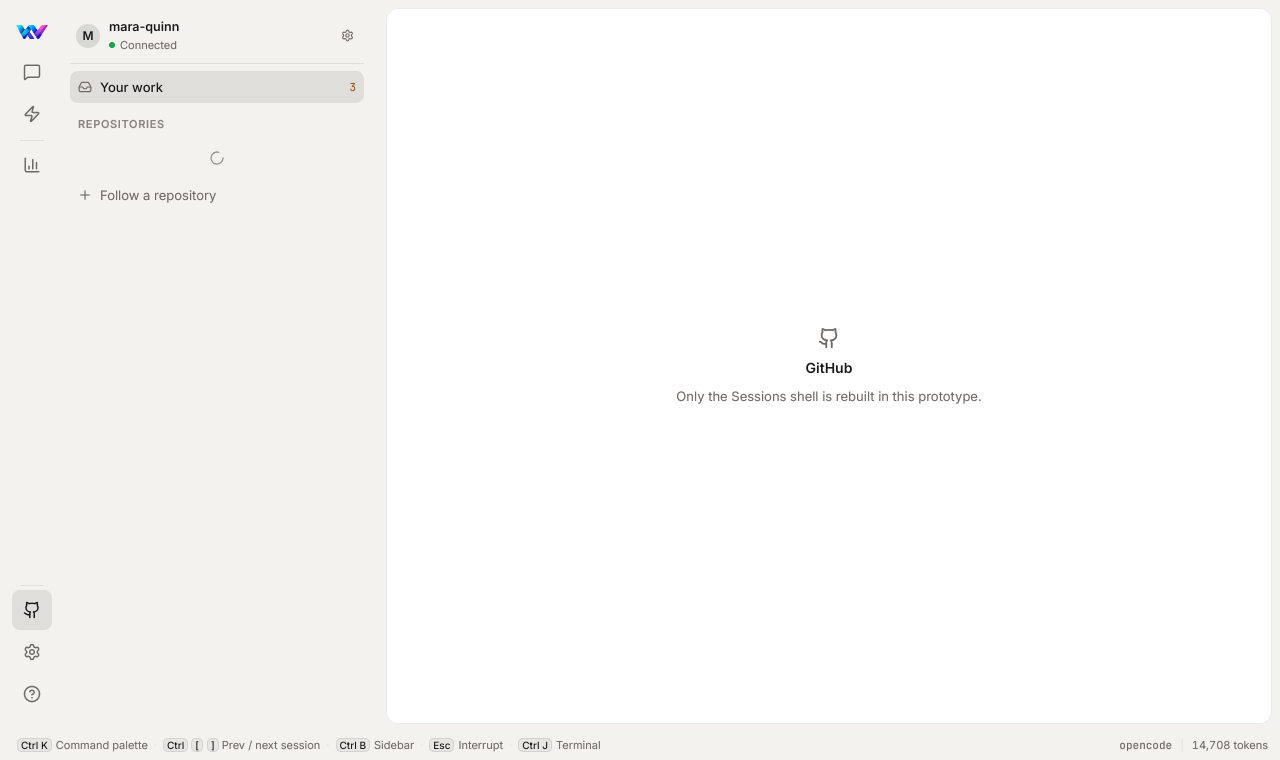 M
mara-quinn
Connected
Your work 3
REPOSITORIES
Follow a repository
GitHub
Only the Sessions shell is rebuilt in this prototype.
Ctrl K Command palette Ctrl [ ] Prev / next session Ctrl B Sidebar Esc Interrupt Ctrl J Terminal opencode 14,708 tokens